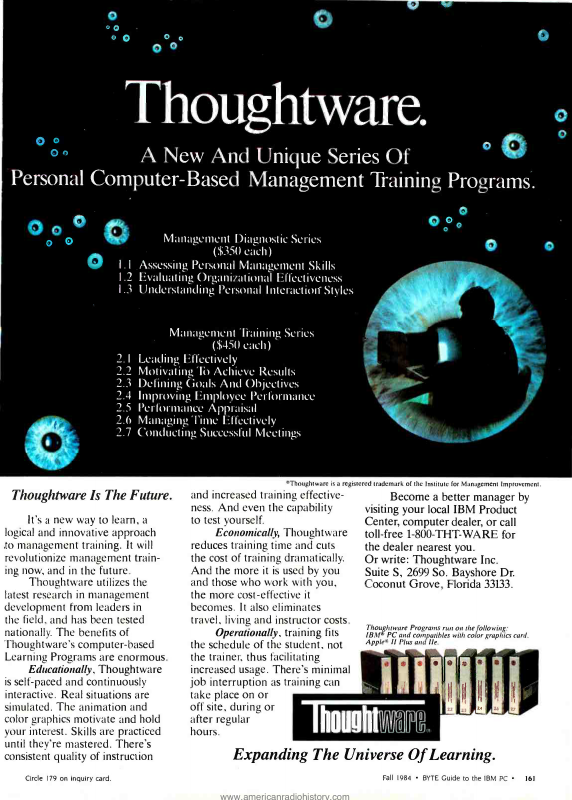 Thoughtware.
A New And Unique Series Of
Personal Computer-Based Management Training Programs.
Management Diagnostic Series
($350 each)
1.1 Assessing Personal Management Skills
1.2 Evaluating Organizational Effectiveness
1.3 Understanding Personal Interaction Styles
Management Training Series
($450 each)
2.1 Leading Effectively
2.2 Motivating To Achieve Results
2.3 Defining Goals And Objectives
2.4 Improving Employee Performance
2.5 Performance Appraisal
2.6 Managing Time Effectively
2.7 Conducting Successful Meetings
*Thoughtware is a registered trademark of the Institute for Management Improvement.
Thoughtware Is The Future.
It's a new way to learn, a
logical and innovative approach
to management training. It will
revolutionize management train-
ing now, and in the future.
Thoughtware utilizes the
latest research in management
development from leaders in
the field, and has been tested
nationally. The benefits of
Thoughtware's computer-based
Learning Programs are enormous.
Educationally, Thoughtware
is self-paced and continuously
interactive. Real situations are
simulated. The animation and
color graphics motivate and hold
your interest. Skills are practiced
until they're mastered. There's
consistent quality of instruction
and increased training effective-
ness. And even the capability
to test yourself.
Economically, Thoughtware
reduces training time and cuts
the cost of training dramatically.
And the more it is used by you
and those who work with you,
the more cost-effective it
becomes. It also eliminates
travel, living and instructor costs.
Operationally, training fits
the schedule of the student, not
the trainer, thus facilitating
increased usage. There's minimal
job interruption as training can
take place on or
off site, during or
after regular
hours.
Become a better manager by
visiting your local IBM Product
Center, computer dealer, or call
toll-free 1-800-THT-WARE for
the dealer nearest you.
Or write: Thoughtware Inc.
Suite S, 2699 So. Bayshore Dr.
Coconut Grove, Florida 33133.
Thoughtware Programs run on the following:
IBM® PC and compatibles with color graphics card.
Apple® II Plus and IIe.
Thoughtware
Expanding The Universe Of Learning.
Circle 179 on inquiry card.
Fall 1984 • BYTE Guide to the IBM PC • 161
www.americanradiohistory.com